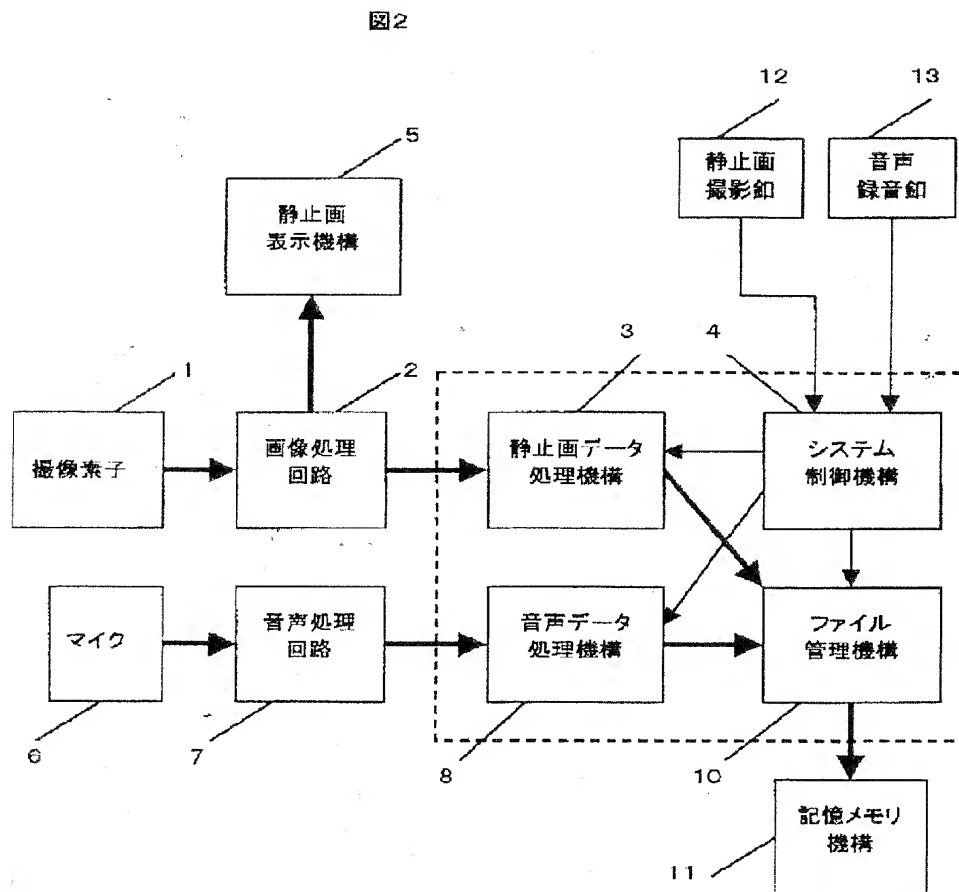 図2
12
13
静止画
撮影釦
音声
録音釦
5
静止画
表示機構
1
2
3
4
撮像素子
画像処理
回路
静止画データ
処理機構
システム
制御機構
マイク
音声処理
回路
音声データ
処理機構
ファイル
管理機構
6
7
8
10
記憶メモリ
機構
11